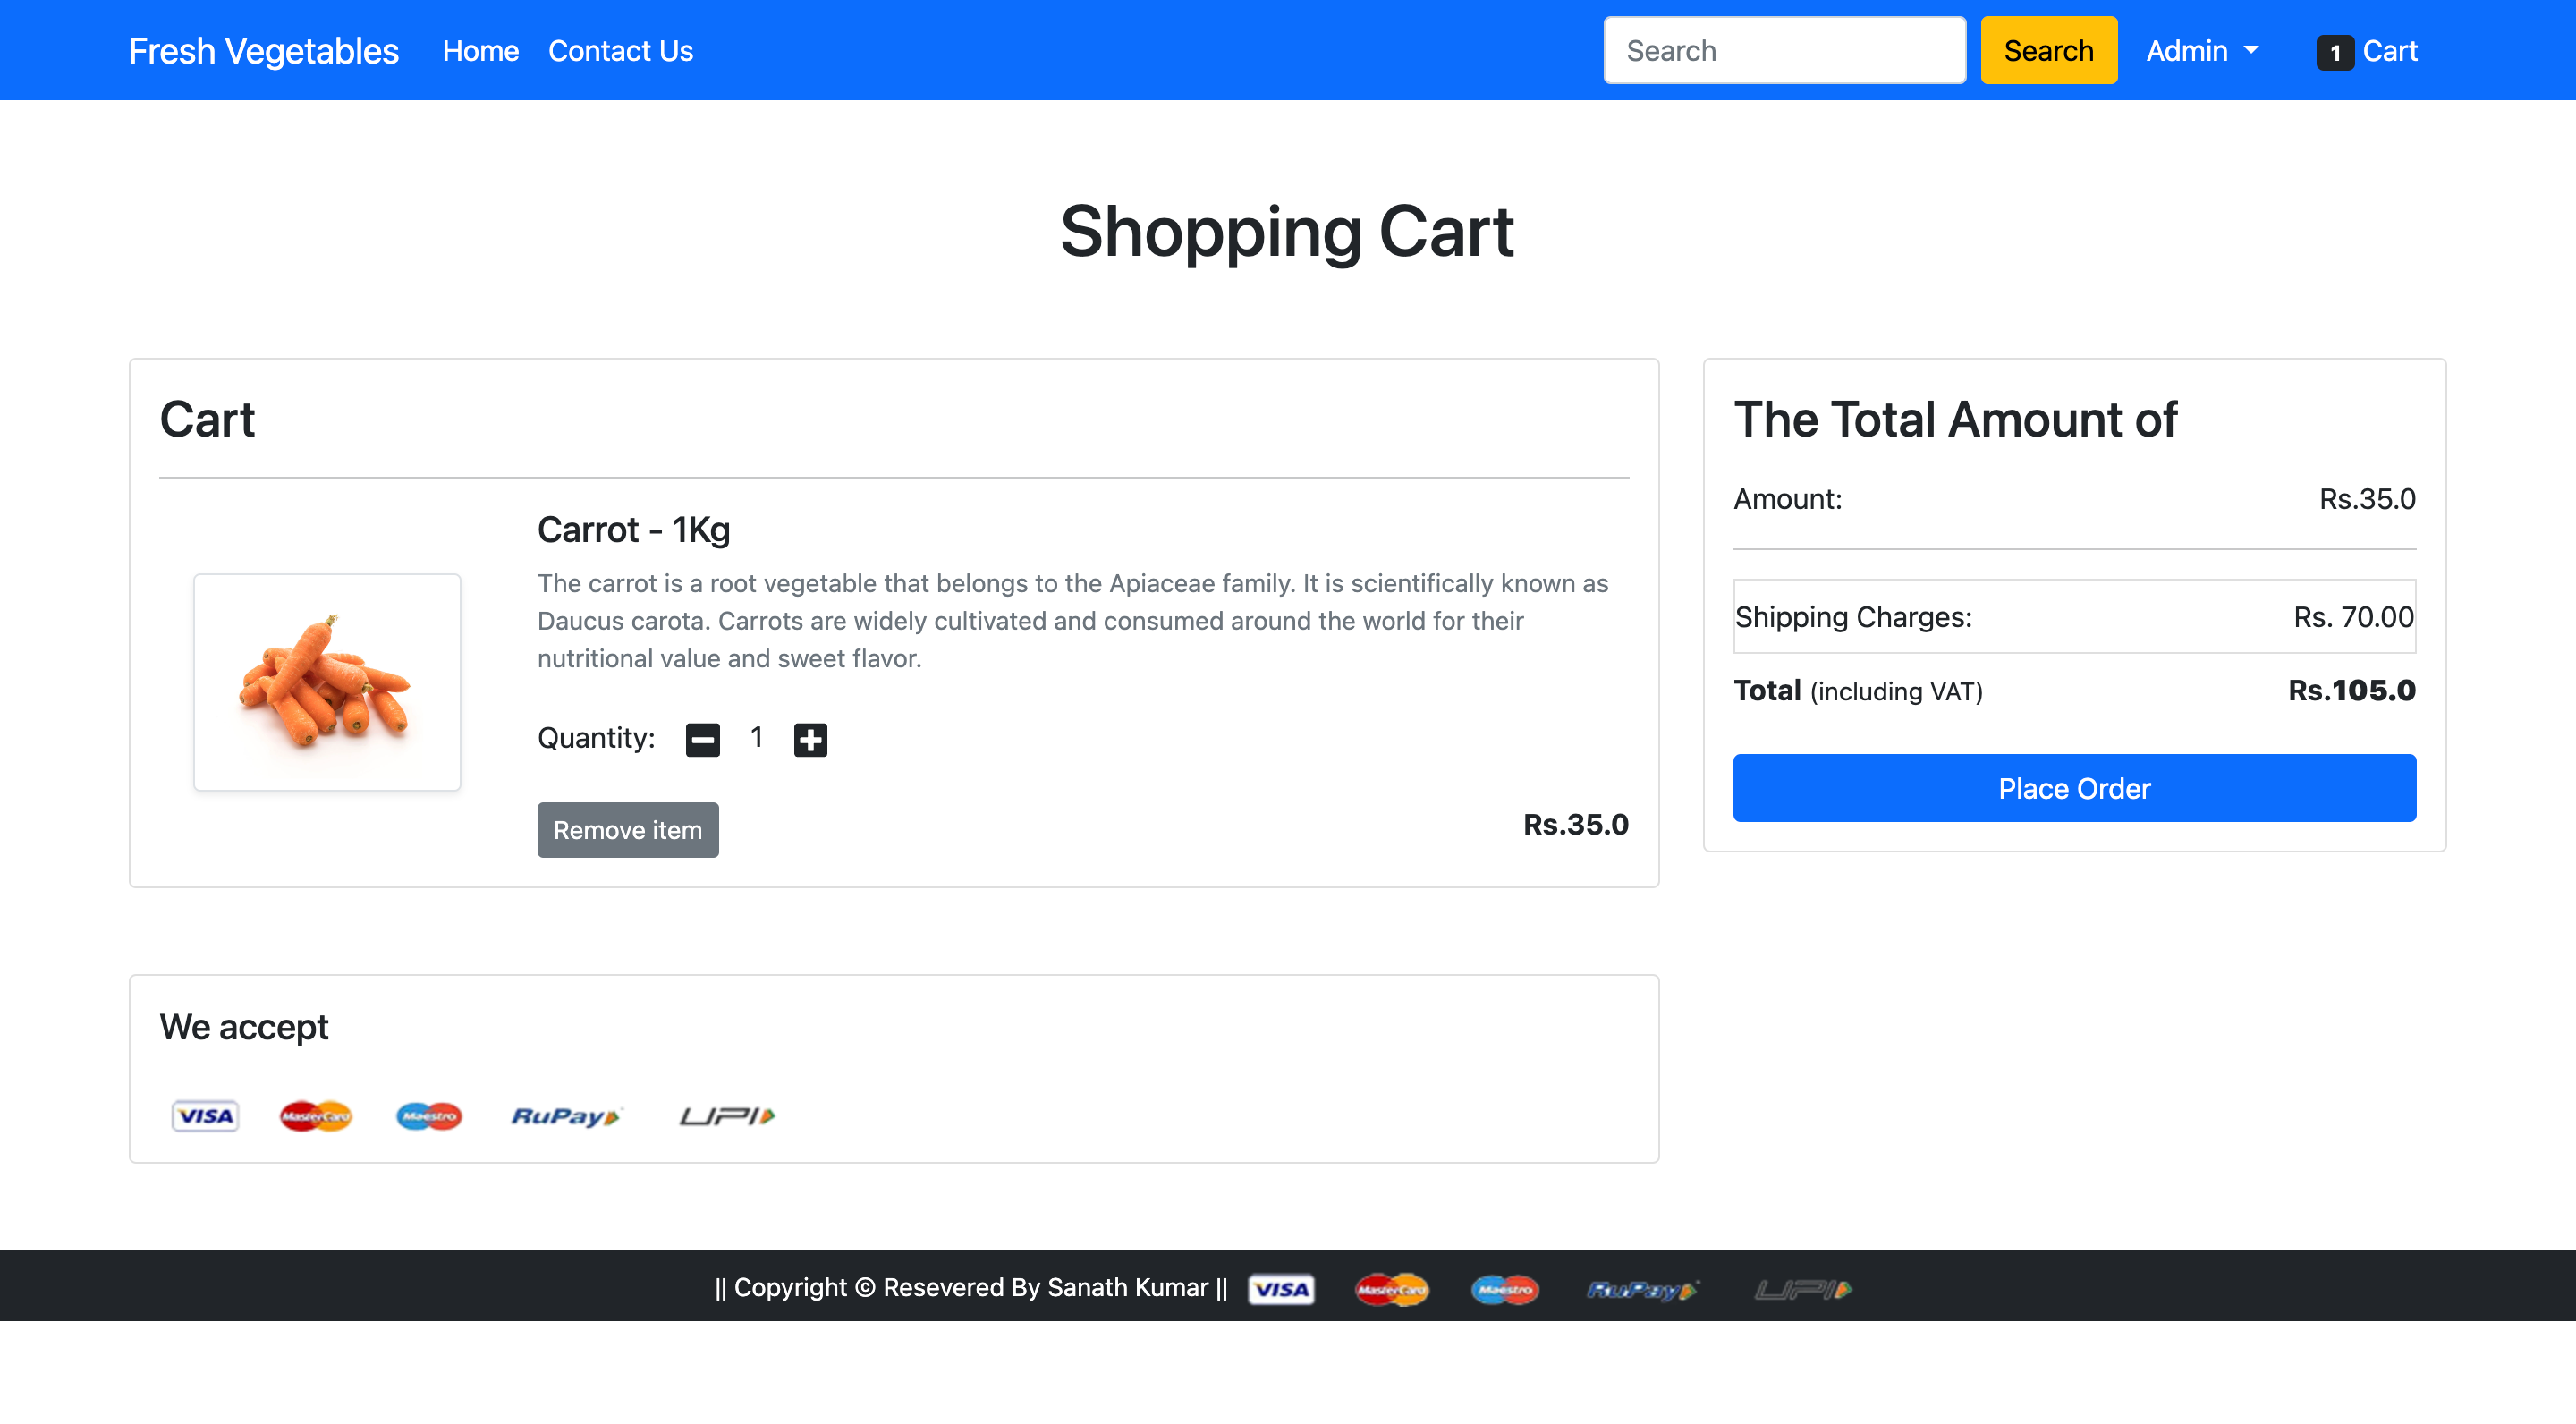 Fresh Vegetables Home Contact Us Search Search Admin 1 Cart
Shopping Cart
Cart
Carrot - 1Kg
The carrot is a root vegetable that belongs to the Apiaceae family. It is scientifically known as
Daucus carota. Carrots are widely cultivated and consumed around the world for their
nutritional value and sweet flavor.
Quantity: 1
Remove item Rs.35.0
The Total Amount of
Amount: Rs.35.0
Shipping Charges: Rs. 70.00
Total (including VAT) Rs.105.0
Place Order
We accept
VISA MasterCard Maestro RuPay UPI
|| Copyright © Resevered By Sanath Kumar || VISA MasterCard Maestro RuPay UPI